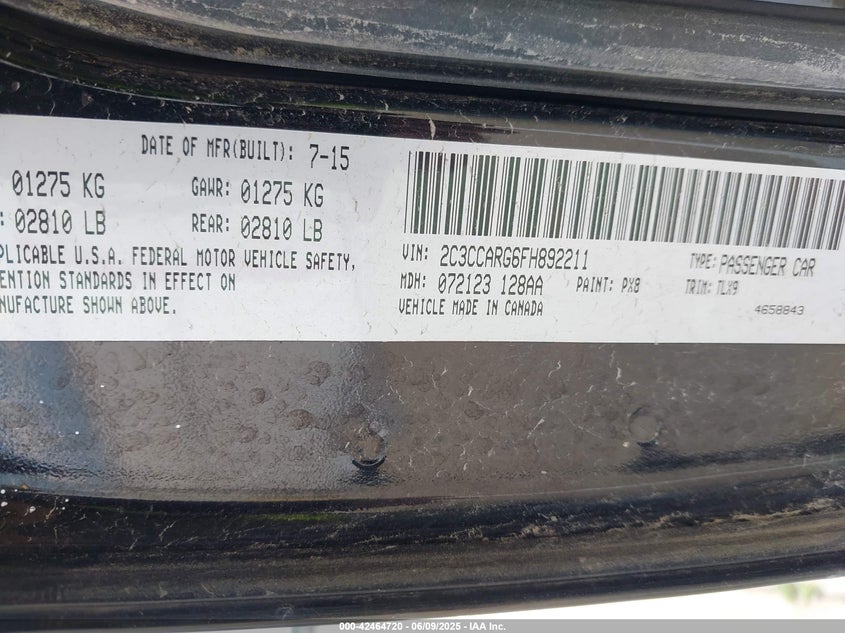 DATE OF MFR(BUILT): 7-15
01275 KG GAWR: 01275 KG
: 02810 LB REAR: 02810 LB
PLICABLE U.S.A. FEDERAL MOTOR VEHICLE SAFETY,
ENTION STANDARDS IN EFFECT ON
NUFACTURE SHOWN ABOVE.
VIN: 2C3CCARG6FH892211 TYPE: PASSENGER CAR
MDH: 072123 128AA PAINT: PX8 TRIM: TLX9
VEHICLE MADE IN CANADA 4658843
000-42464720 - 06/09/2025 - IAA Inc.